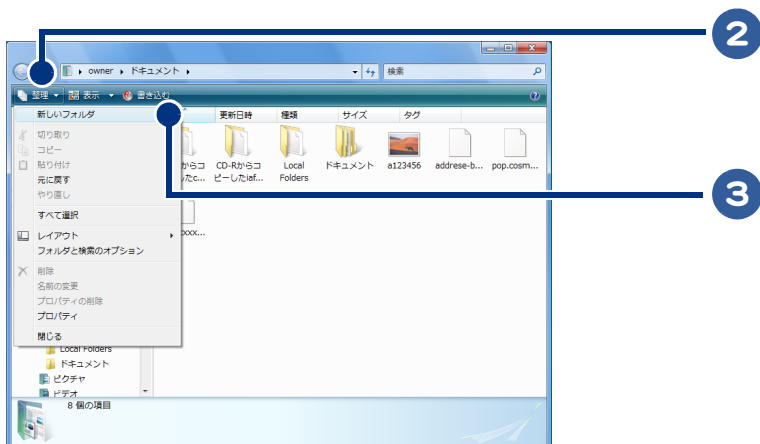 2
owner ドキュメント
検索
整理 表示 書き込む
新しいフォルダ
更新日時 種類 サイズ タグ
切り取り
コピー
貼り付け
元に戻す
やり直し
すべて選択
レイアウト
フォルダと検索のオプション
削除
名前の変更
プロパティの削除
プロパティ
閉じる
からコ
したc...
CD-Rからコ
ピーしたiaf...
Local
Folders
ドキュメント
a123456
addrese-b...
pop.cosm...
3
xxx...
Local Folders
ドキュメント
ピクチャ
ビデオ
8 個の項目